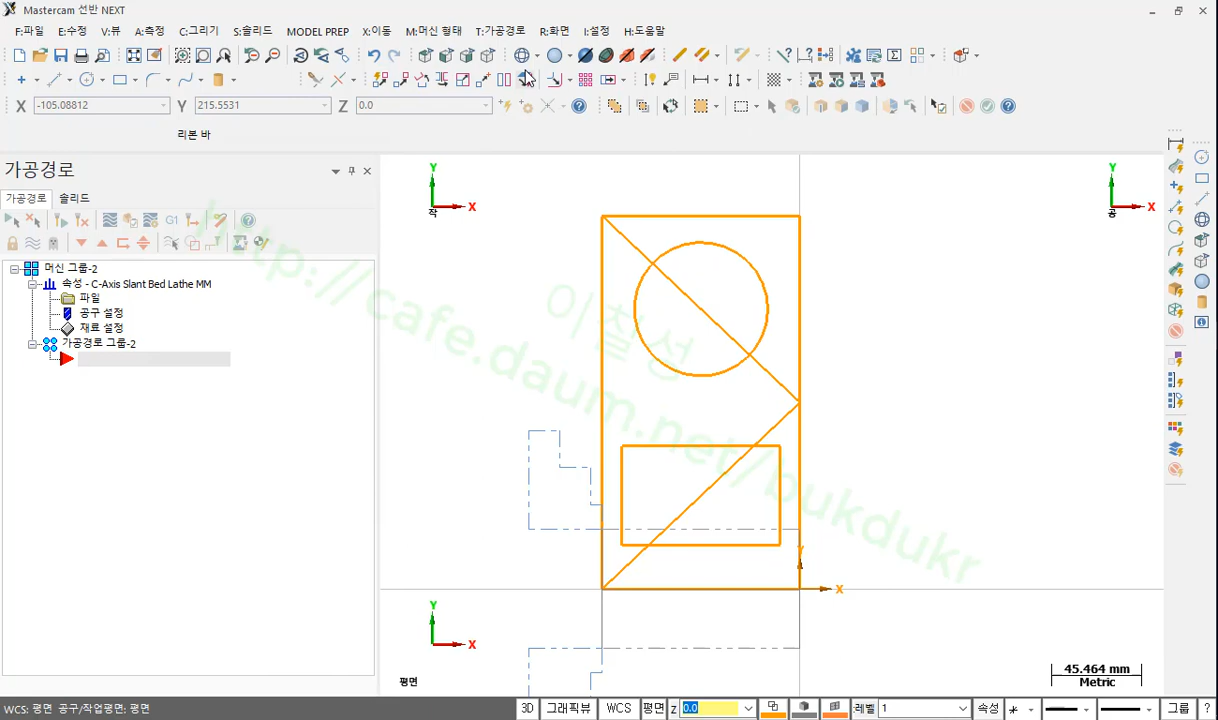 Mastercam 선반 NEXT
F:파일 E:수정 V:뷰 A:측정 C:그리기 S:솔리드 MODEL PREP X:이동 M:머신 형태 T:가공경로 R:화면 I:설정 H:도움말
X -105.08812 Y 215.5531 Z 0.0
리본 바
가공경로
가공경로 솔리드
G1
머신 그룹-2
속성 - C-Axis Slant Bed Lathe MM
파일
공구 설정
재료 설정
가공경로 그룹-2
Y
X
작
Y
X
공
Y
X
Y
X
평면
45.464 mm
Metric
http://cafe.daum.net/bukdukr
이철성
WCS: 평면 공구/작업평면: 평면
3D 그래픽뷰 WCS 평면 Z 0.0 레벨 1 속성 그룹 ?